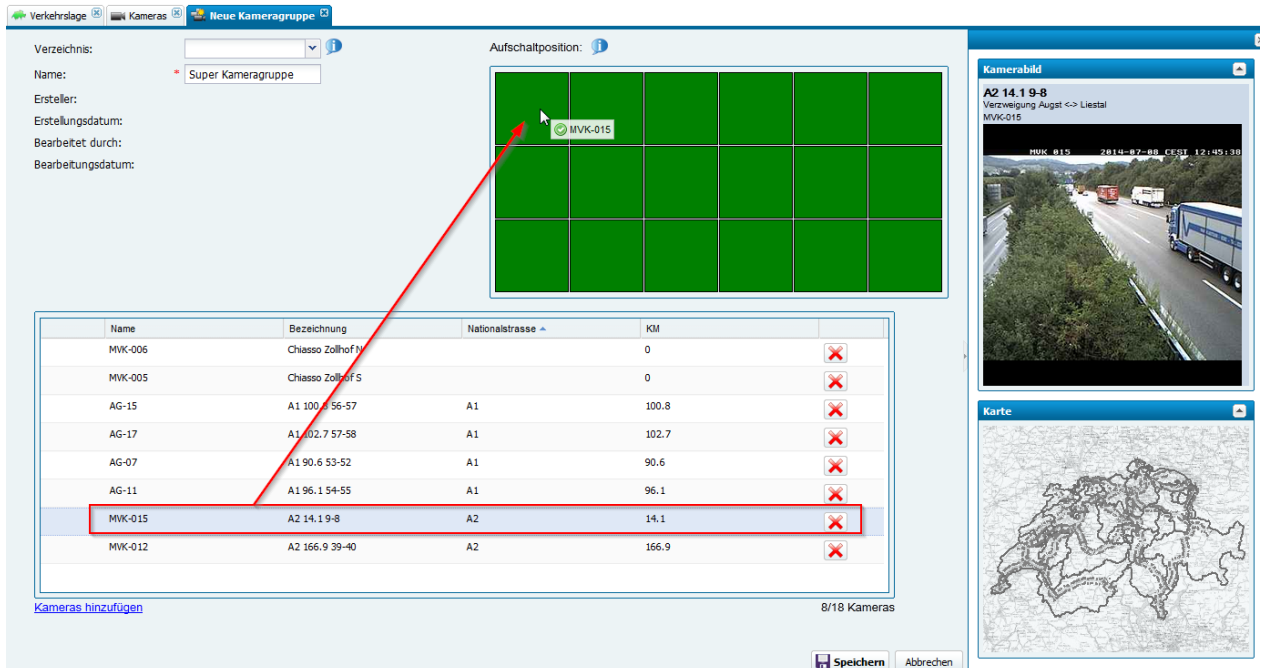 Verkehrslage Kameras Neue Kameragruppe
Verzeichnis:
Name: * Super Kameragruppe
Ersteller:
Erstellungsdatum:
Bearbeitet durch:
Bearbeitungsdatum:
Aufschaltposition:
MVK-015
Name Bezeichnung Nationalstrasse KM
MVK-006 Chiasso Zollhof N 0
MVK-005 Chiasso Zollhof S 0
AG-15 A1 100.8 56-57 A1 100.8
AG-17 A1 102.7 57-58 A1 102.7
AG-07 A1 90.6 53-52 A1 90.6
AG-11 A1 96.1 54-55 A1 96.1
MVK-015 A2 14.1 9-8 A2 14.1
MVK-012 A2 166.9 39-40 A2 166.9
Kameras hinzufügen 8/18 Kameras
Speichern Abbrechen
Kamerabild
A2 14.1 9-8
Verzweigung Augst <-> Liestal
MVK-015
MVK 015 2014-07-08 CEST 12:45:38
Karte